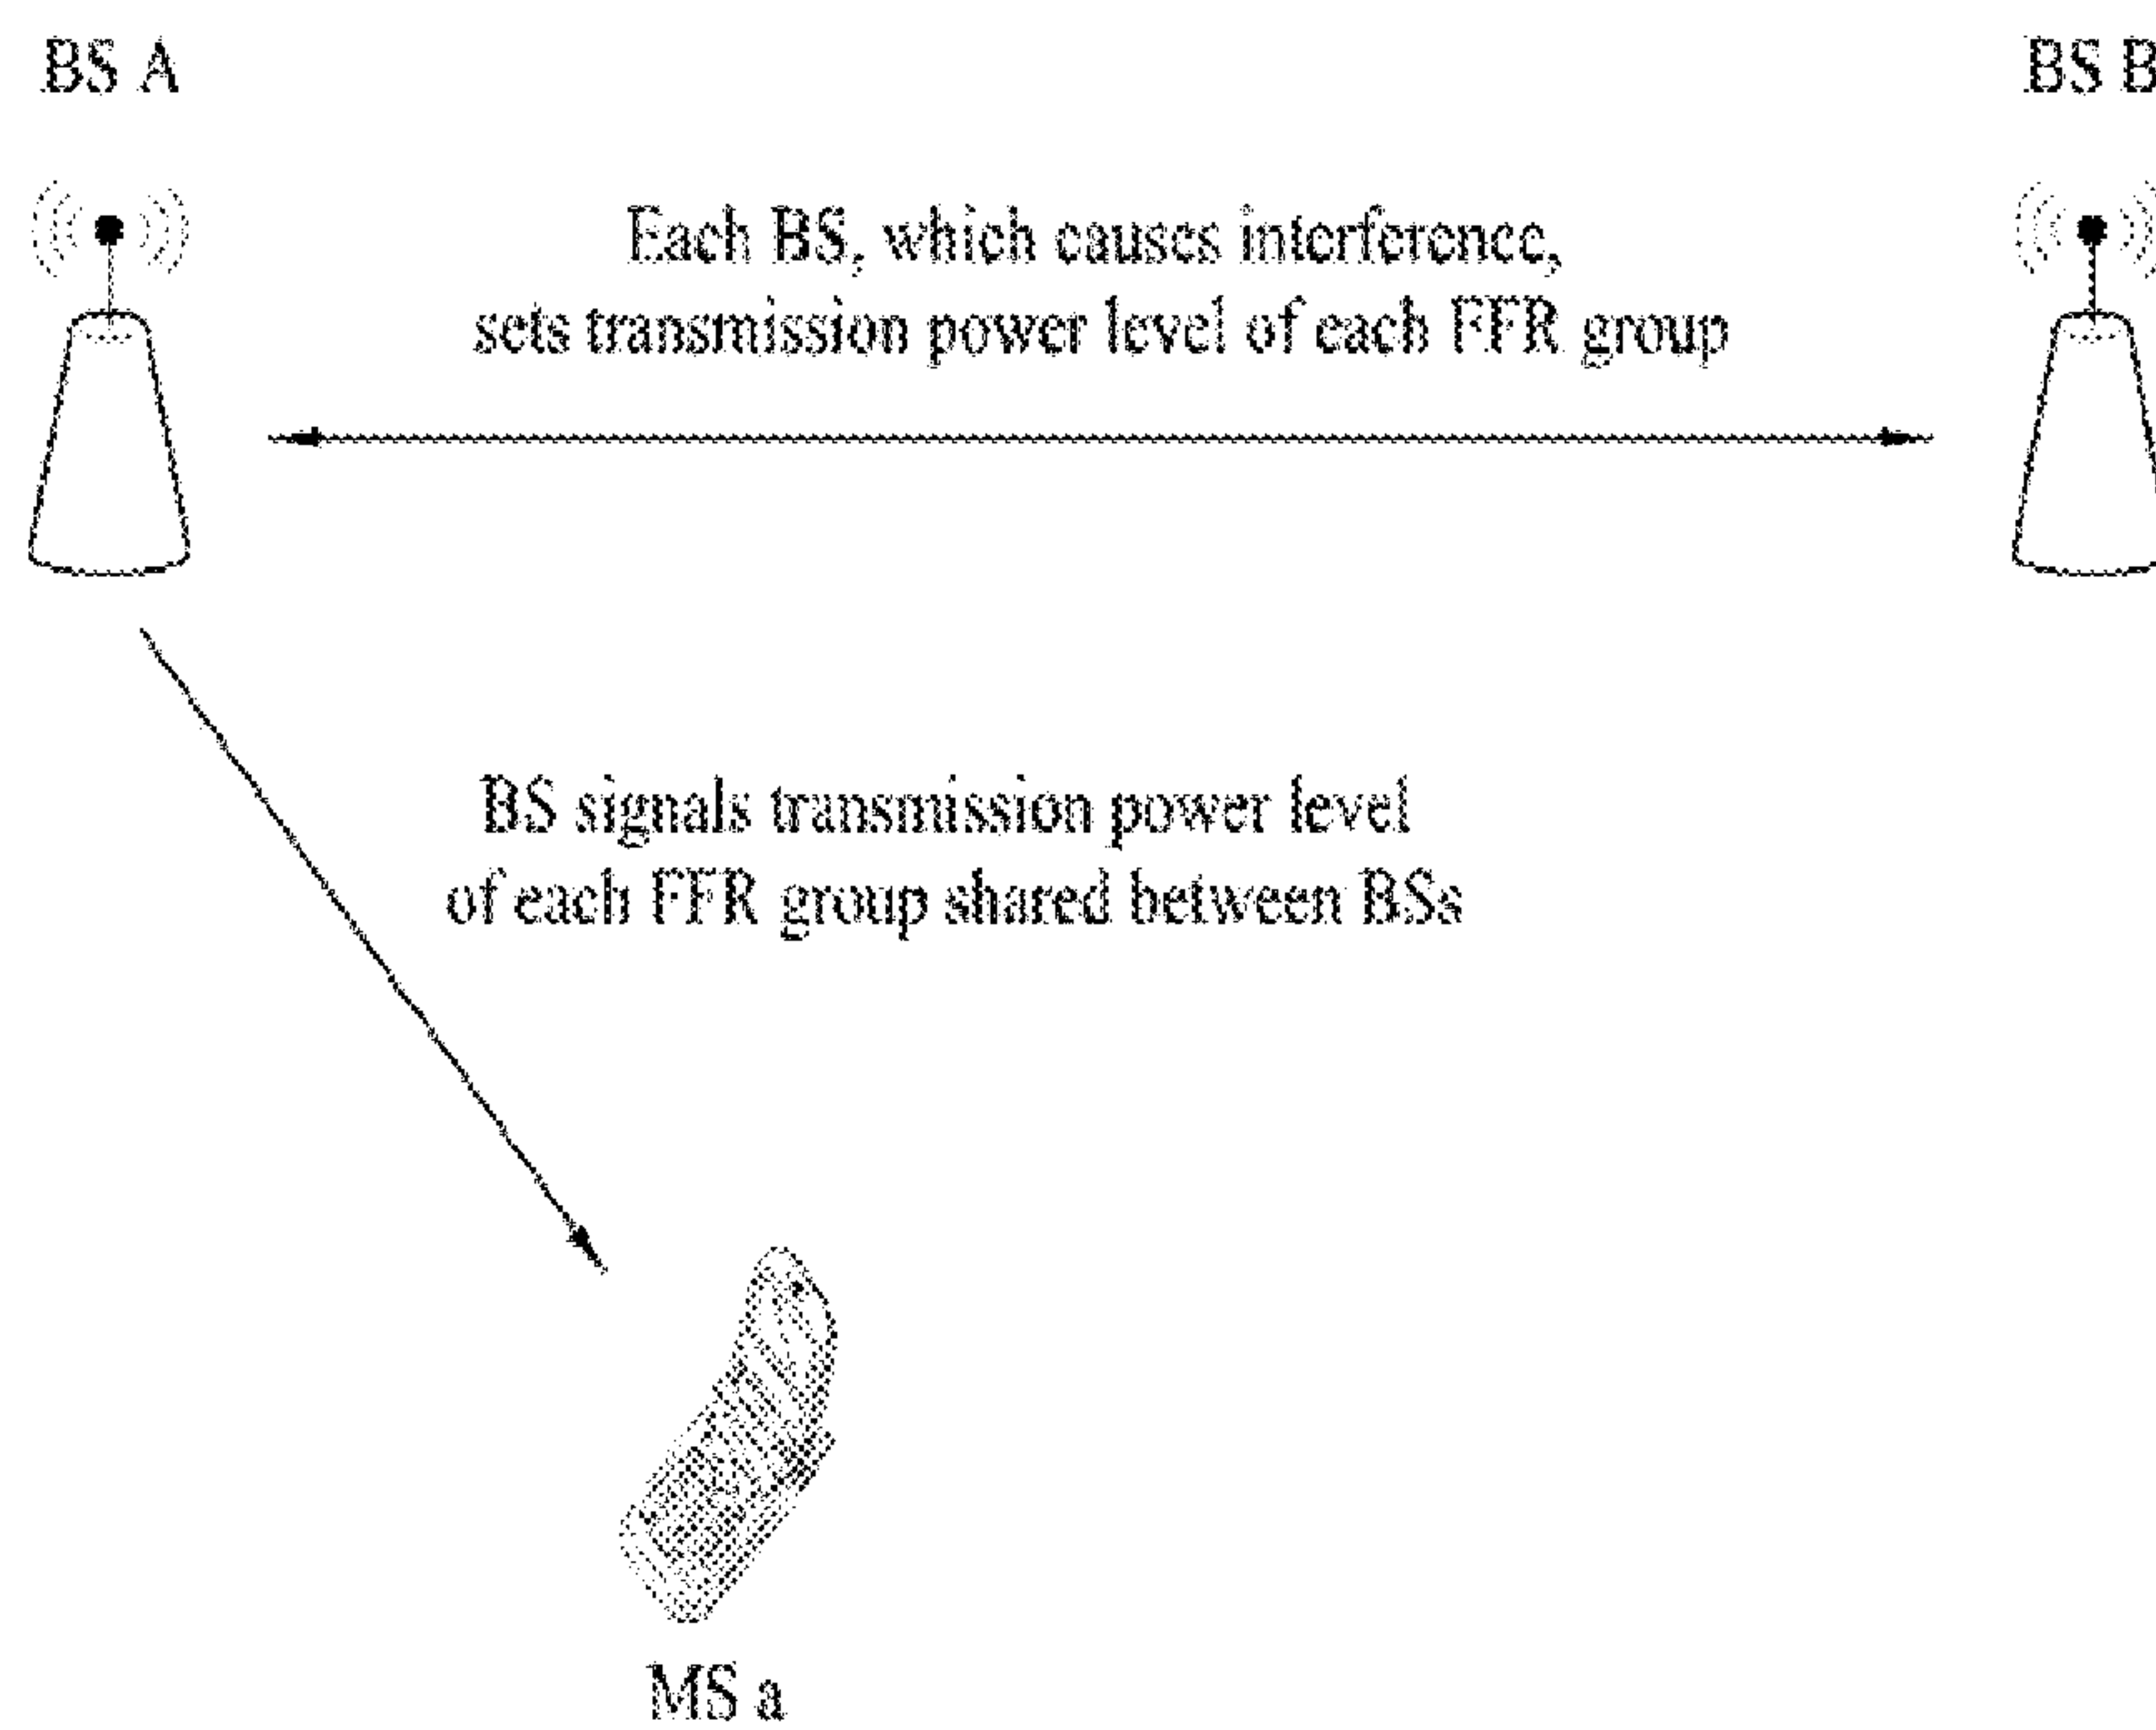 BS A
BS B
Each BS, which causes interference,
sets transmission power level of each FFR group
BS signals transmission power level
of each FFR group shared between BSs
MS a